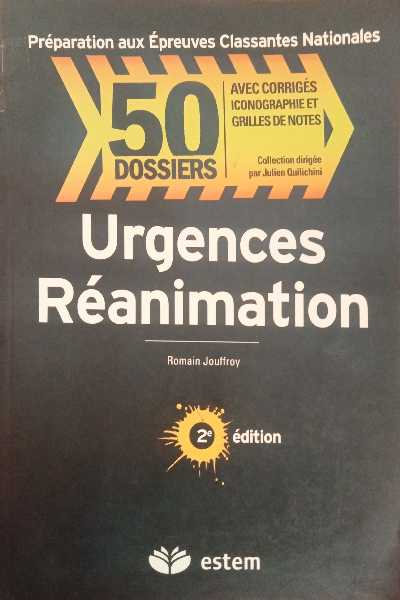 Préparation aux Épreuves Classantes Nationales
50
DOSSIERS
AVEC CORRIGÉS
ICONOGRAPHIE ET
GRILLES DE NOTES
Collection dirigée
par Julien Quilichini
Urgences
Réanimation
Romain Jouffroy
2e édition
estem